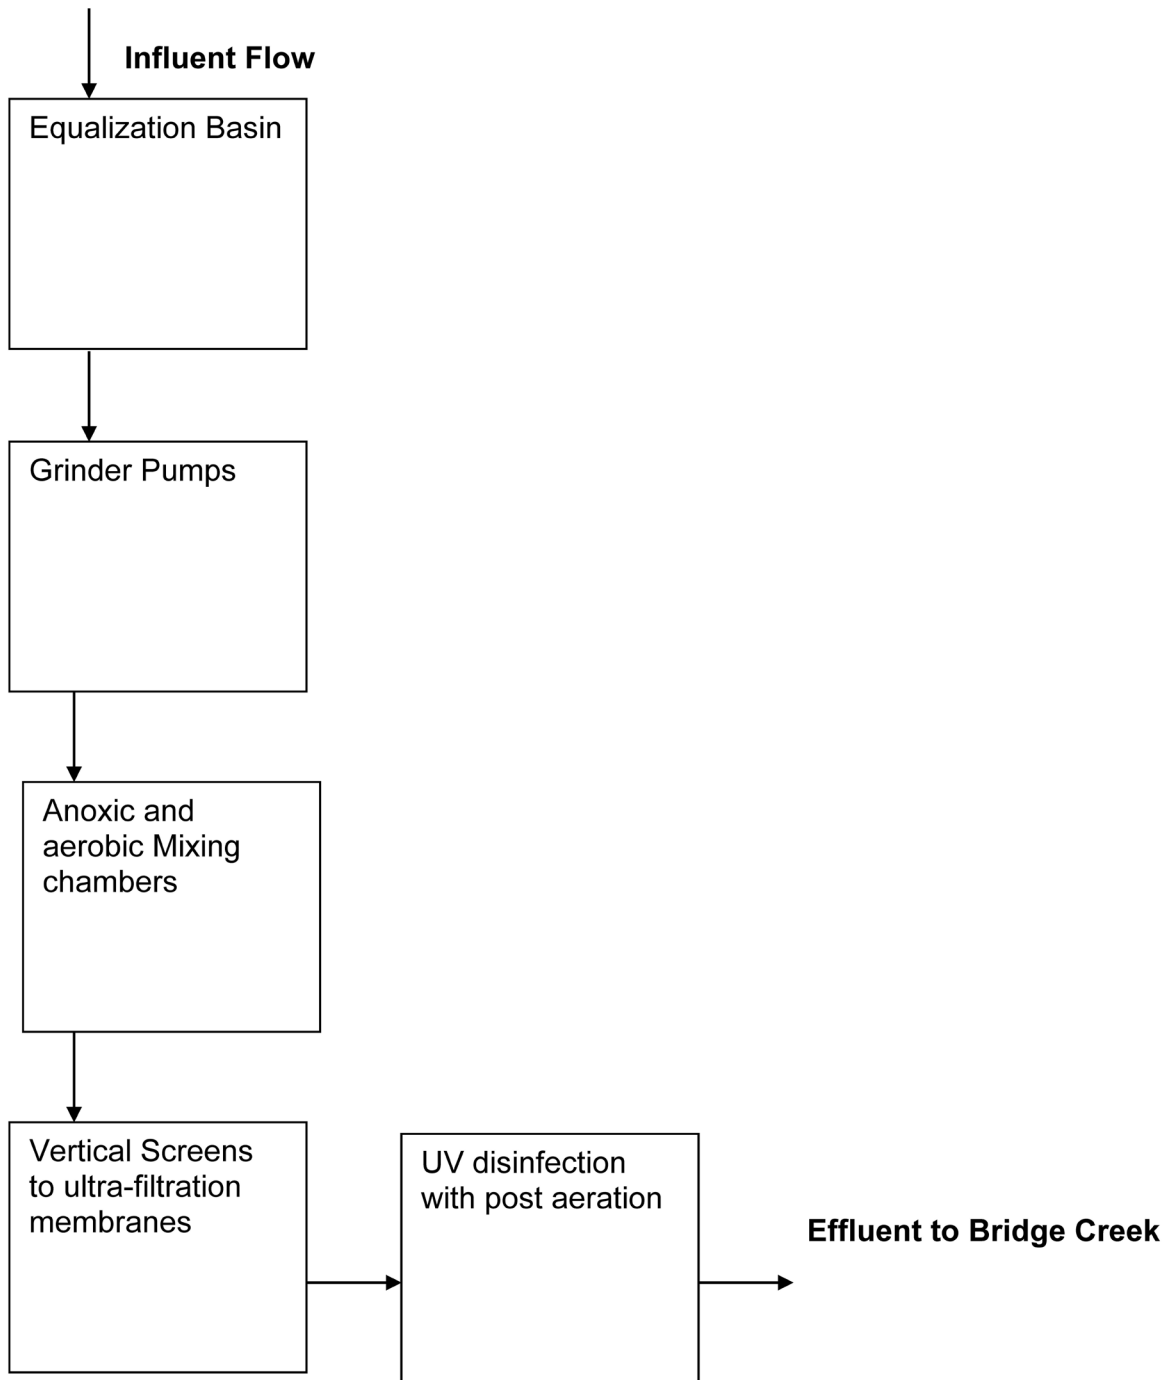 Influent Flow
Equalization Basin
Grinder Pumps
Anoxic and
aerobic Mixing
chambers
Vertical Screens
to ultra-filtration
membranes
UV disinfection
with post aeration
Effluent to Bridge Creek